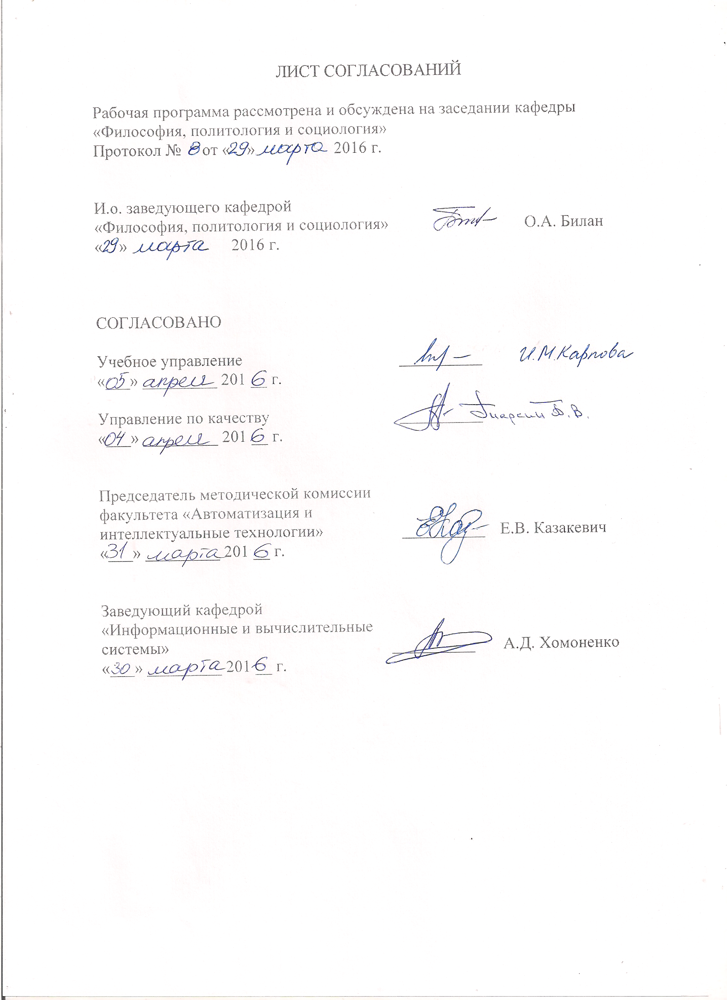 ЛИСТ СОГЛАСОВАНИЙ
Рабочая программа рассмотрена и обсуждена на заседании кафедры
«Философия, политология и социология»
Протокол № 8 от «29» марта 2016 г.
И.о. заведующего кафедрой
«Философия, политология и социология» О.А. Билан
«29» марта 2016 г.
СОГЛАСОВАНО
Учебное управление И.М. Карпова
«05» апреля 2016 г.
Управление по качеству
«04» апреля 2016 г.
Председатель методической комиссии
факультета «Автоматизация и
интеллектуальные технологии» Е.В. Казакевич
«31» марта 2016 г.
Заведующий кафедрой
«Информационные и вычислительные
системы» А.Д. Хомоненко
«30» марта 2016 г.